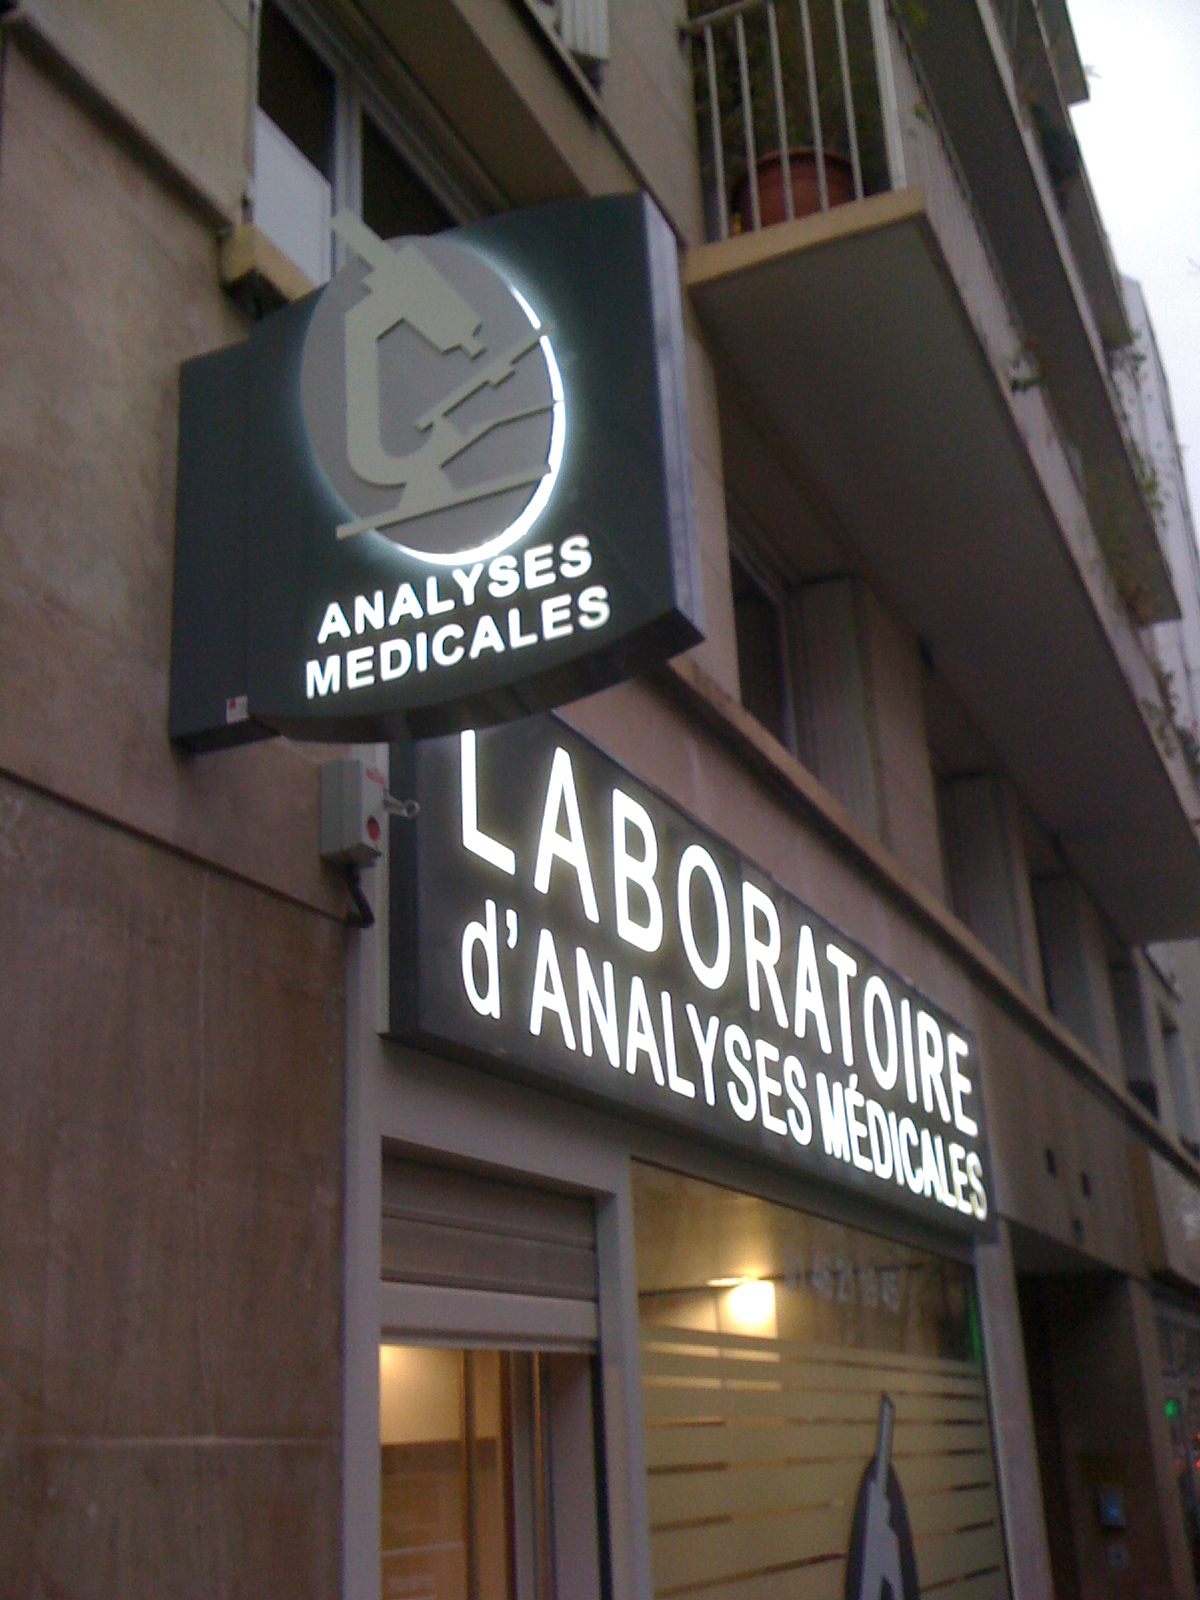 ANALYSES
MEDICALES
LABORATOIRE
d'ANALYSES MÉDICALES